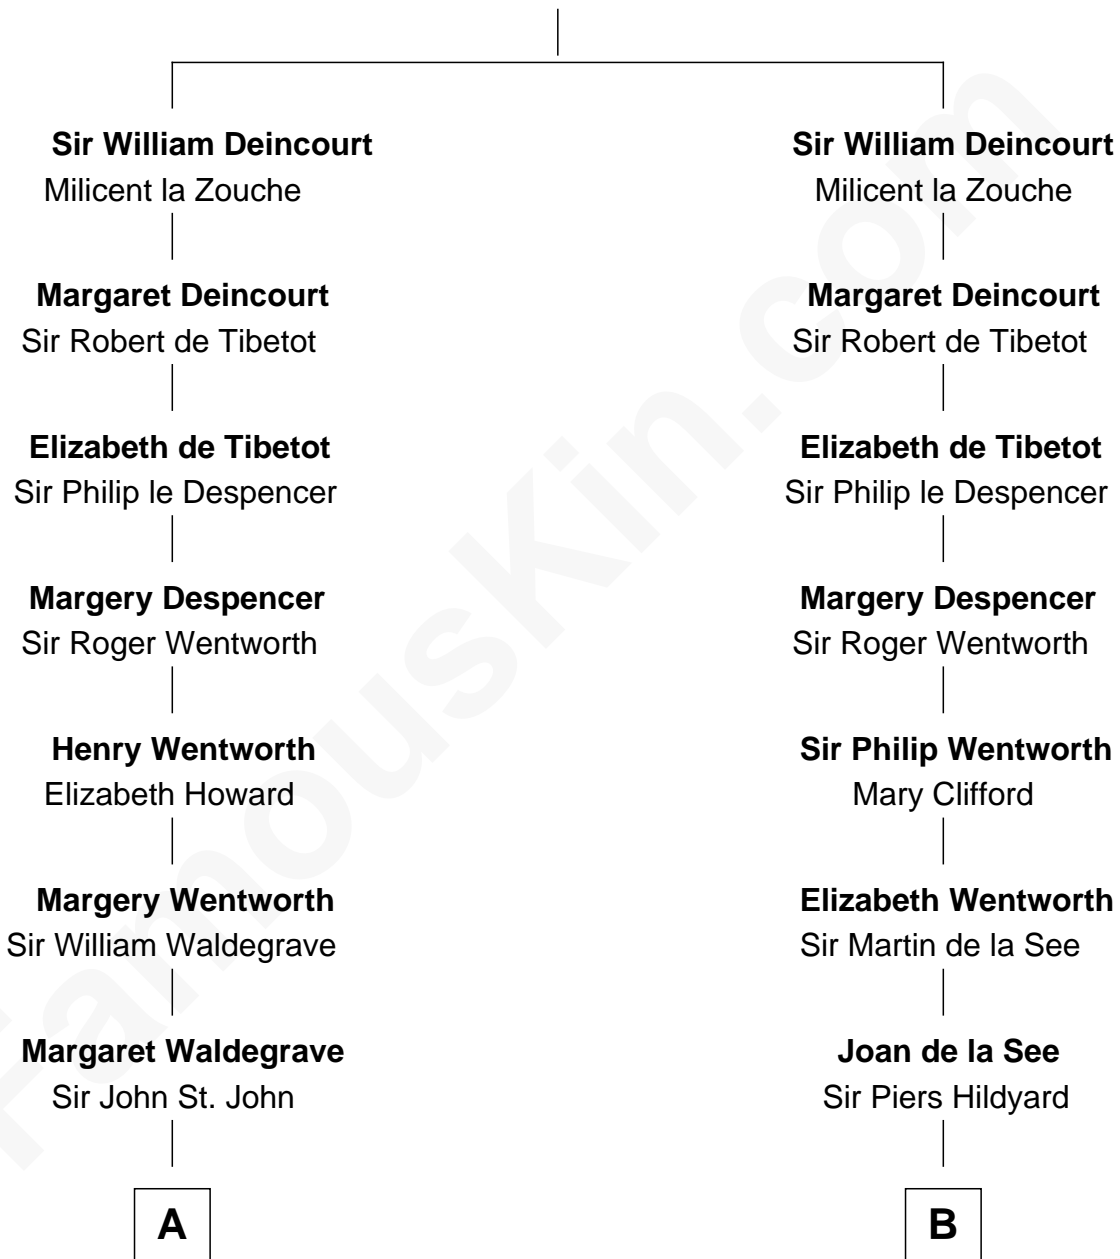 Sir William Deincourt
Milicent la Zouche
Margaret Deincourt
Sir Robert de Tibetot
Elizabeth de Tibetot
Sir Philip le Despencer
Margery Despencer
Sir Roger Wentworth
Henry Wentworth
Elizabeth Howard
Margery Wentworth
Sir William Waldegrave
Margaret Waldegrave
Sir John St. John
A
Sir William Deincourt
Milicent la Zouche
Margaret Deincourt
Sir Robert de Tibetot
Elizabeth de Tibetot
Sir Philip le Despencer
Margery Despencer
Sir Roger Wentworth
Sir Philip Wentworth
Mary Clifford
Elizabeth Wentworth
Sir Martin de la See
Joan de la See
Sir Piers Hildyard
B
FamousKin.com